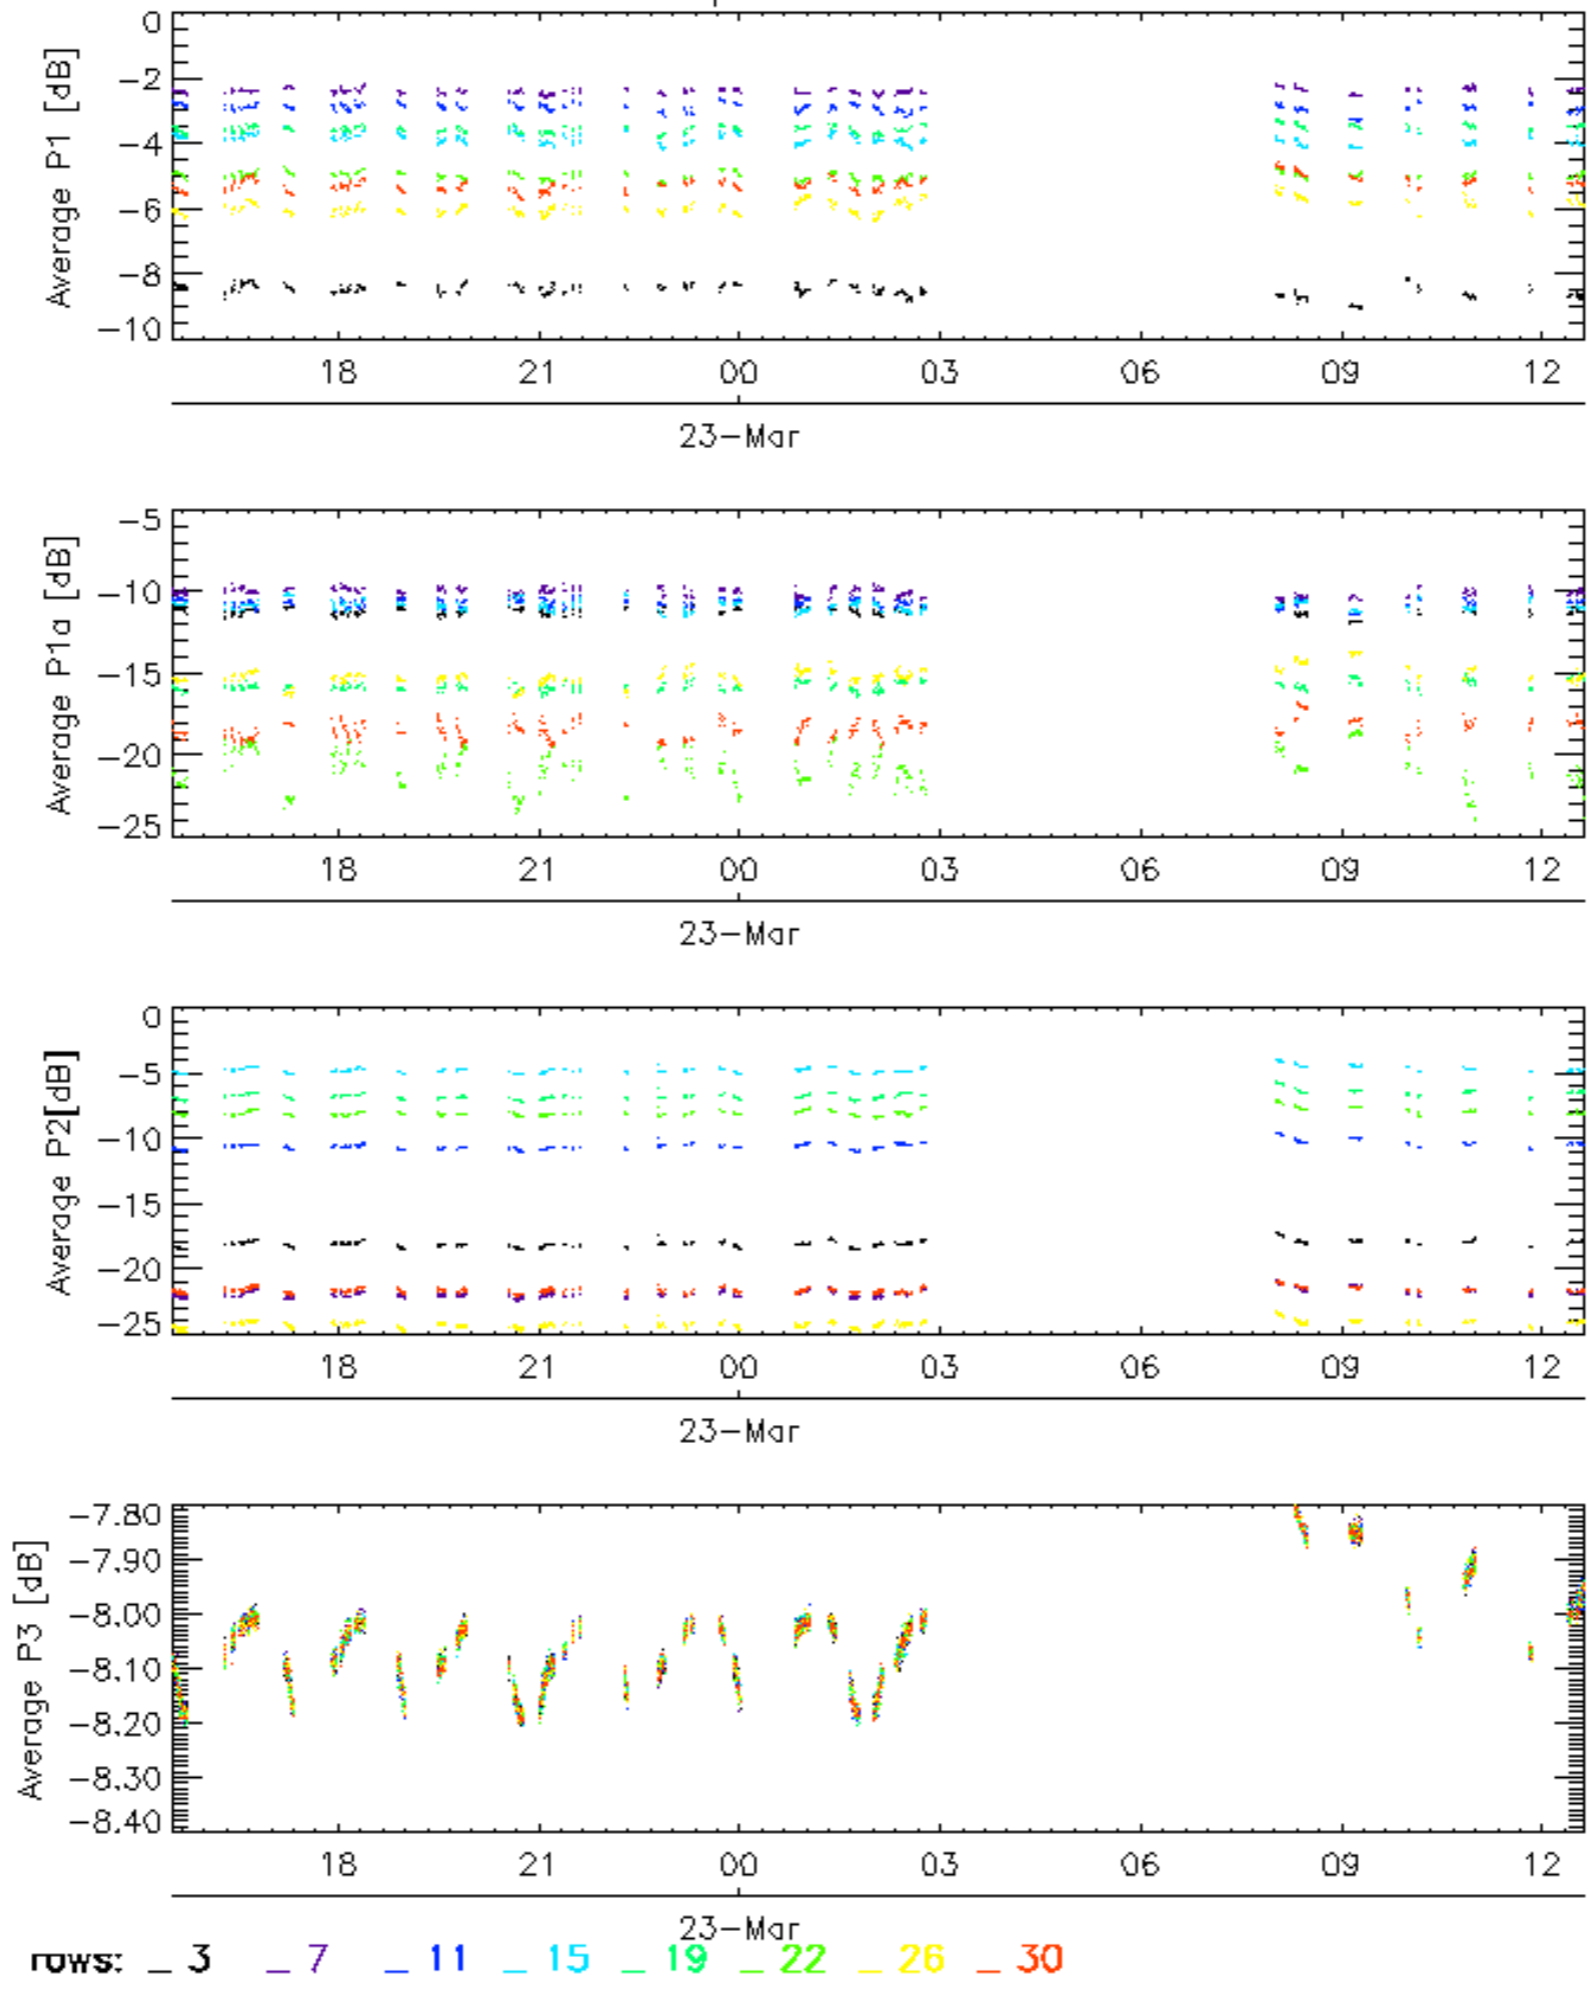 0
−2
−4
−6
−8
−10
Average P1 [dB]
18 21 00 03 06 09 12
23−Mar
−5
−10
−15
−20
−25
Average P1a [dB]
18 21 00 03 06 09 12
23−Mar
0
−5
−10
−15
−20
−25
Average P2[dB]
18 21 00 03 06 09 12
23−Mar
−7.80
−7.90
−8.00
−8.10
−8.20
−8.30
−8.40
Average P3 [dB]
18 21 00 03 06 09 12
23−Mar
rows: _ 3 _ 7 _ 11 _ 15 _ 19 _ 22 _ 26 _ 30